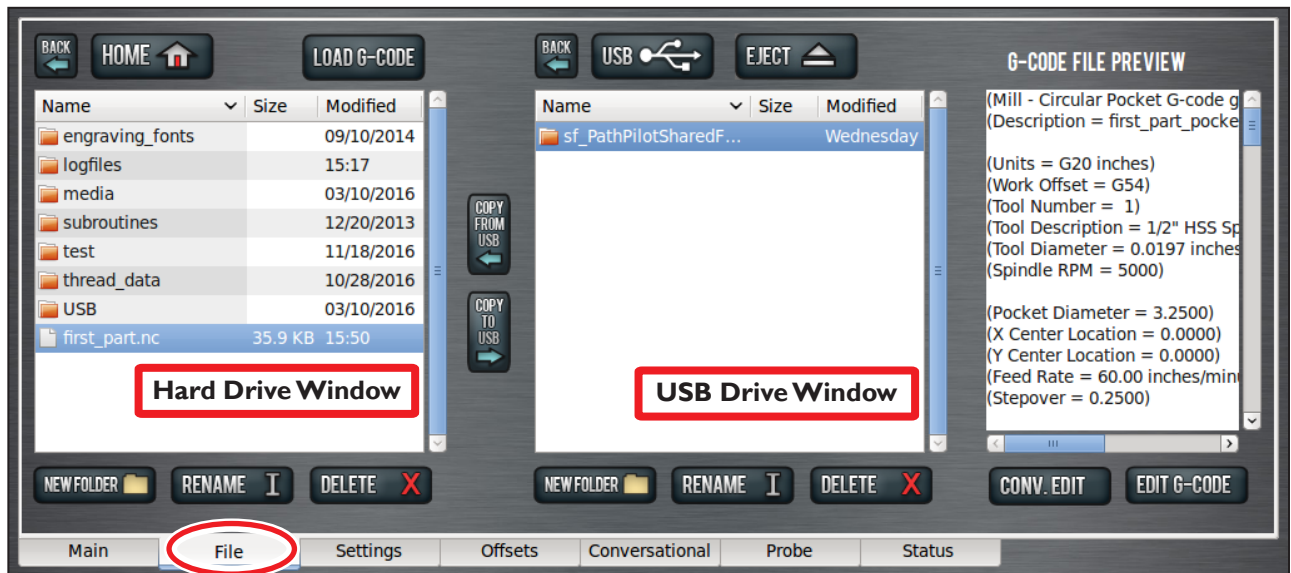 BACK HOME LOAD G-CODE BACK USB EJECT G-CODE FILE PREVIEW
Name Size Modified
engraving_fonts 09/10/2014
logfiles 15:17
media 03/10/2016
subroutines 12/20/2013
test 11/18/2016
thread_data 10/28/2016
USB 03/10/2016
first_part.nc 35.9 KB 15:50
Hard Drive Window
COPY
FROM
USB
COPY
TO
USB
Name Size Modified
sf_PathPilotSharedF... Wednesday
USB Drive Window
(Mill - Circular Pocket G-code g
(Description = first_part_pocke
(Units = G20 inches)
(Work Offset = G54)
(Tool Number = 1)
(Tool Description = 1/2" HSS Sp
(Tool Diameter = 0.0197 inches
(Spindle RPM = 5000)
(Pocket Diameter = 3.2500)
(X Center Location = 0.0000)
(Y Center Location = 0.0000)
(Feed Rate = 60.00 inches/minu
(Stepover = 0.2500)
NEW FOLDER RENAME DELETE NEW FOLDER RENAME DELETE CONV. EDIT EDIT G-CODE
Main File Settings Offsets Conversational Probe Status